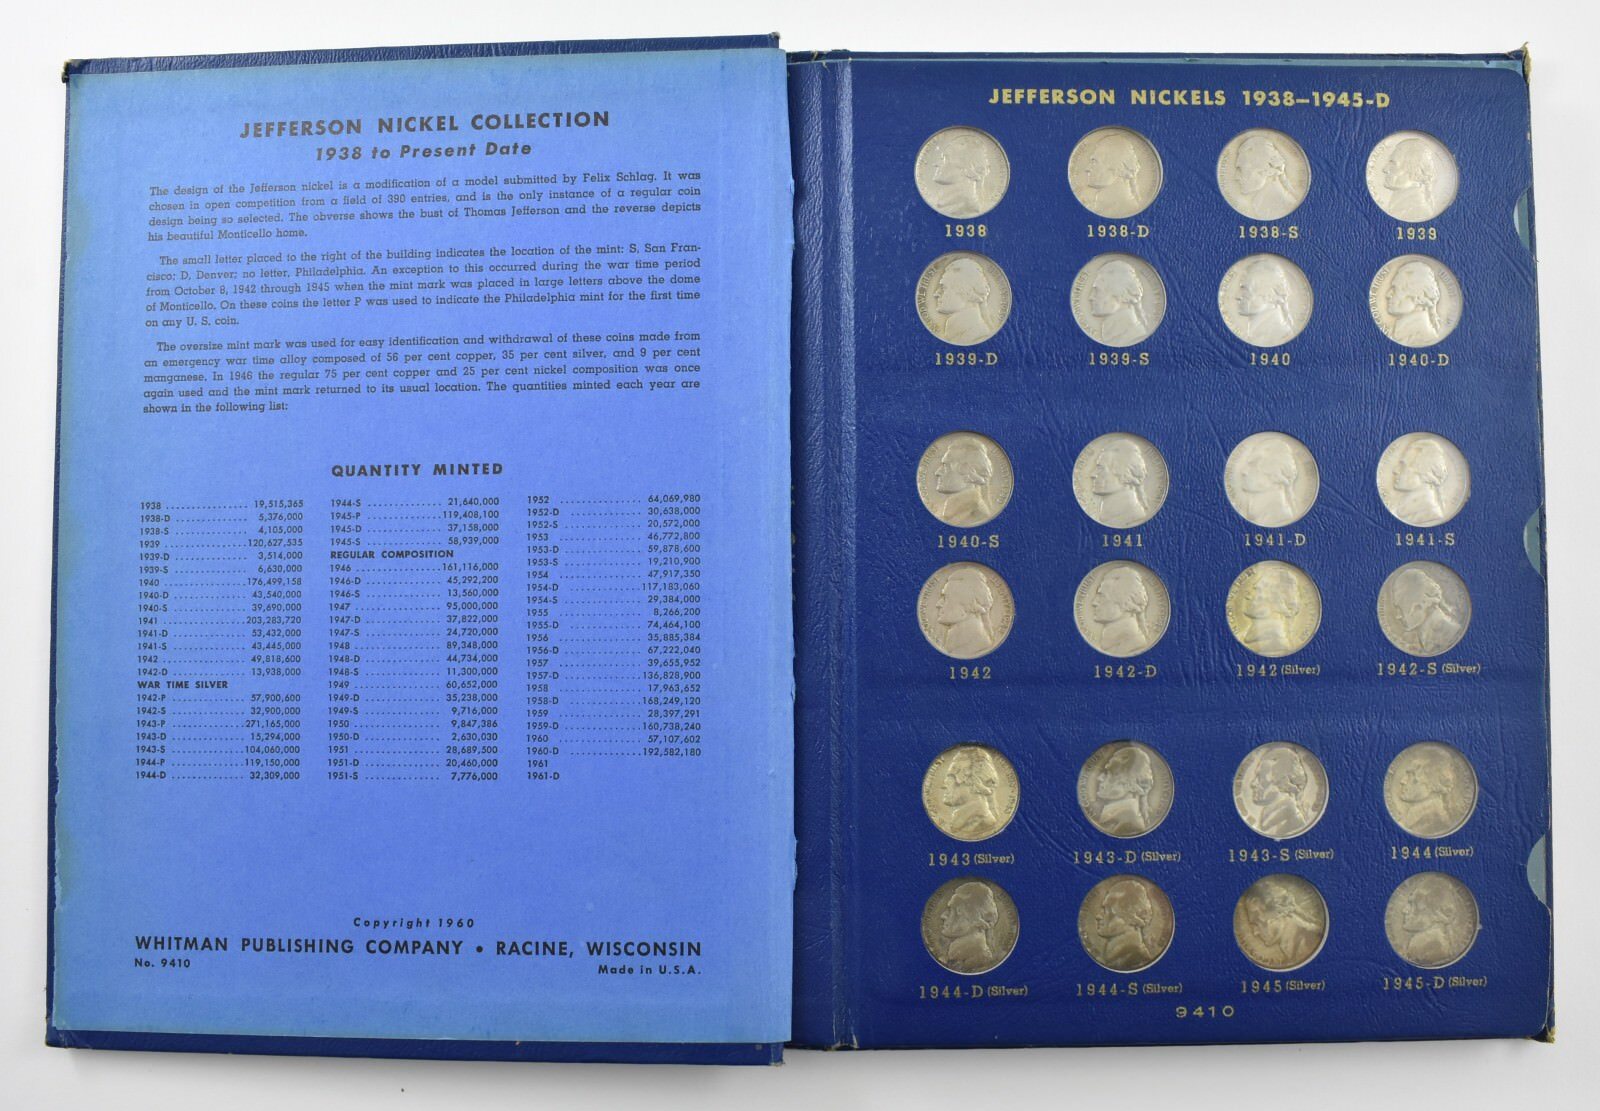 JEFFERSON NICKEL COLLECTION
1938 to Present Date
The design of the Jefferson nickel is a modification of a model submitted by Felix Schlag. It was
chosen in open competition from a field of 390 entries, and is the only instance of a regular coin
design being so selected. The obverse shows the bust of Thomas Jefferson and the reverse depicts
his beautiful Monticello home.
The small letter placed to the right of the building indicates the location of the mint: S, San Fran-
cisco; D, Denver; no letter, Philadelphia. An exception to this occurred during the war time period
from October 8, 1942 through 1945 when the mint mark was placed in large letters above the dome
of Monticello. On these coins the letter P was used to indicate the Philadelphia mint for the first time
on any U. S. coin.
The oversize mint mark was used for easy identification and withdrawal of these coins made from
an emergency war time alloy composed of 56 per cent copper, 35 per cent silver, and 9 per cent
manganese. In 1946 the regular 75 per cent copper and 25 per cent nickel composition was once
again used and the mint mark returned to its usual location. The quantities minted each year are
shown in the following list:
QUANTITY MINTED
1938 ................ 19,515,365
1938-D ............... 5,376,000
1938-S ............... 4,105,000
1939 ................ 120,627,535
1939-D ............... 3,514,000
1939-S ............... 6,630,000
1940 ................ 176,499,158
1940-D ............... 43,540,000
1940-S ............... 39,690,000
1941 ................ 203,283,720
1941-D ............... 53,432,000
1941-S ............... 43,445,000
1942 ................ 49,818,600
1942-D ............... 13,938,000
WAR TIME SILVER
1942-P ............... 57,900,600
1942-S ............... 32,900,000
1943-P ............... 271,165,000
1943-D ............... 15,294,000
1943-S ............... 104,060,000
1944-P ............... 119,150,000
1944-D ............... 32,309,000
1944-S ............... 21,640,000
1945-P ............... 119,408,100
1945-D ............... 37,158,000
1945-S ............... 58,939,000
REGULAR COMPOSITION
1946 ................ 161,116,000
1946-D ............... 45,292,200
1946-S ............... 13,560,000
1947 ................ 95,000,000
1947-D ............... 37,822,000
1947-S ............... 24,720,000
1948 ................ 89,348,000
1948-D ............... 44,734,000
1948-S ............... 11,300,000
1949 ................ 60,652,000
1949-D ............... 35,238,000
1949-S ............... 9,716,000
1950 ................ 9,847,386
1950-D ............... 2,630,030
1951 ................ 28,689,500
1951-D ............... 20,460,000
1951-S ............... 7,776,000
1952 ................ 64,069,980
1952-D ............... 30,638,000
1952-S ............... 20,572,000
1953 ................ 46,772,800
1953-D ............... 59,878,600
1953-S ............... 19,210,900
1954 ................ 47,917,350
1954-D ............... 117,183,060
1954-S ............... 29,384,000
1955 ................ 8,266,200
1955-D ............... 74,464,100
1956 ................ 35,885,384
1956-D ............... 67,222,040
1957 ................ 39,655,952
1957-D ............... 136,828,900
1958 ................ 17,963,652
1958-D ............... 168,249,120
1959 ................ 28,397,291
1959-D ............... 160,738,240
1960 ................ 57,107,602
1960-D ............... 192,582,180
1961
1961-D
Copyright 1960
WHITMAN PUBLISHING COMPANY • RACINE, WISCONSIN
No. 9410 Made in U.S.A.
JEFFERSON NICKELS 1938–1945-D
1938 1938-D 1938-S 1939
1939-D 1939-S 1940 1940-D
1940-S 1941 1941-D 1941-S
1942 1942-D 1942 (Silver) 1942-S (Silver)
1943 (Silver) 1943-D (Silver) 1943-S (Silver) 1944 (Silver)
1944-D (Silver) 1944-S (Silver) 1945 (Silver) 1945-D (Silver)
9410